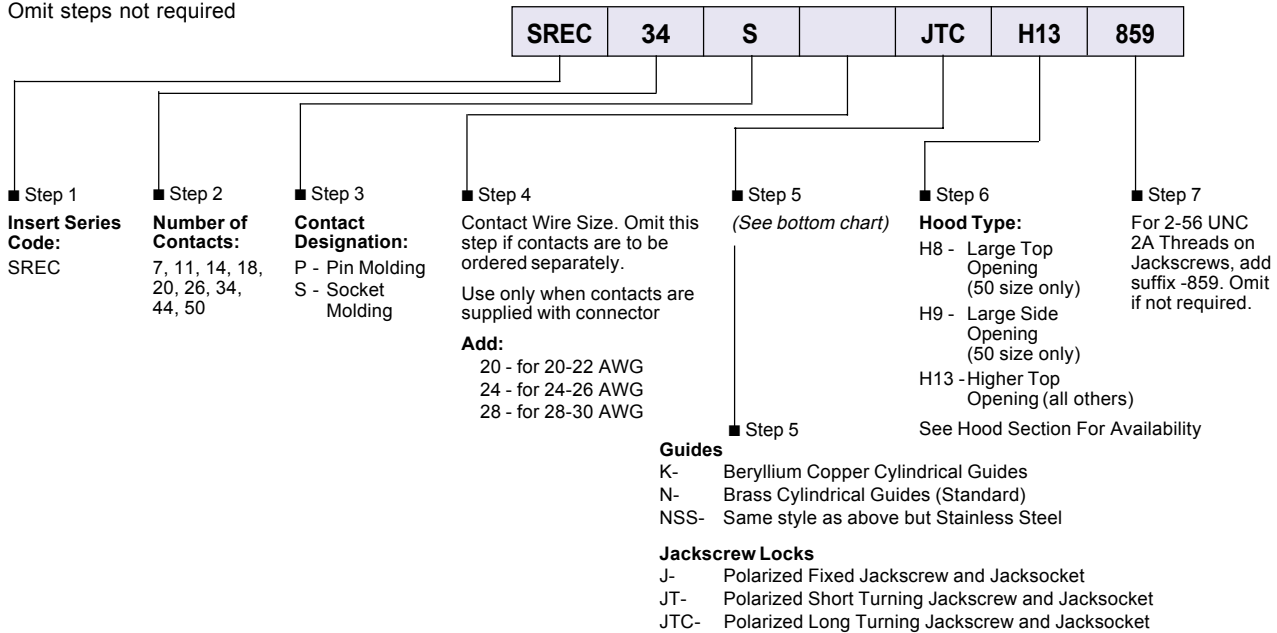 Omit steps not required
SREC 34 S JTC H13 859
■ Step 1
Insert Series
Code:
SREC
■ Step 2
Number of
Contacts:
7, 11, 14, 18,
20, 26, 34,
44, 50
■ Step 3
Contact
Designation:
P - Pin Molding
S - Socket
Molding
■ Step 4
Contact Wire Size. Omit this
step if contacts are to be
ordered separately.
Use only when contacts are
supplied with connector
Add:
20 - for 20-22 AWG
24 - for 24-26 AWG
28 - for 28-30 AWG
■ Step 5
(See bottom chart)
■ Step 6
Hood Type:
H8 - Large Top
Opening
(50 size only)
H9 - Large Side
Opening
(50 size only)
H13 - Higher Top
Opening (all others)
See Hood Section For Availability
■ Step 7
For 2-56 UNC
2A Threads on
Jackscrews, add
suffix -859. Omit
if not required.
■ Step 5
Guides
K- Beryllium Copper Cylindrical Guides
N- Brass Cylindrical Guides (Standard)
NSS- Same style as above but Stainless Steel
Jackscrew Locks
J- Polarized Fixed Jackscrew and Jacksocket
JT- Polarized Short Turning Jackscrew and Jacksocket
JTC- Polarized Long Turning Jackscrew and Jacksocket